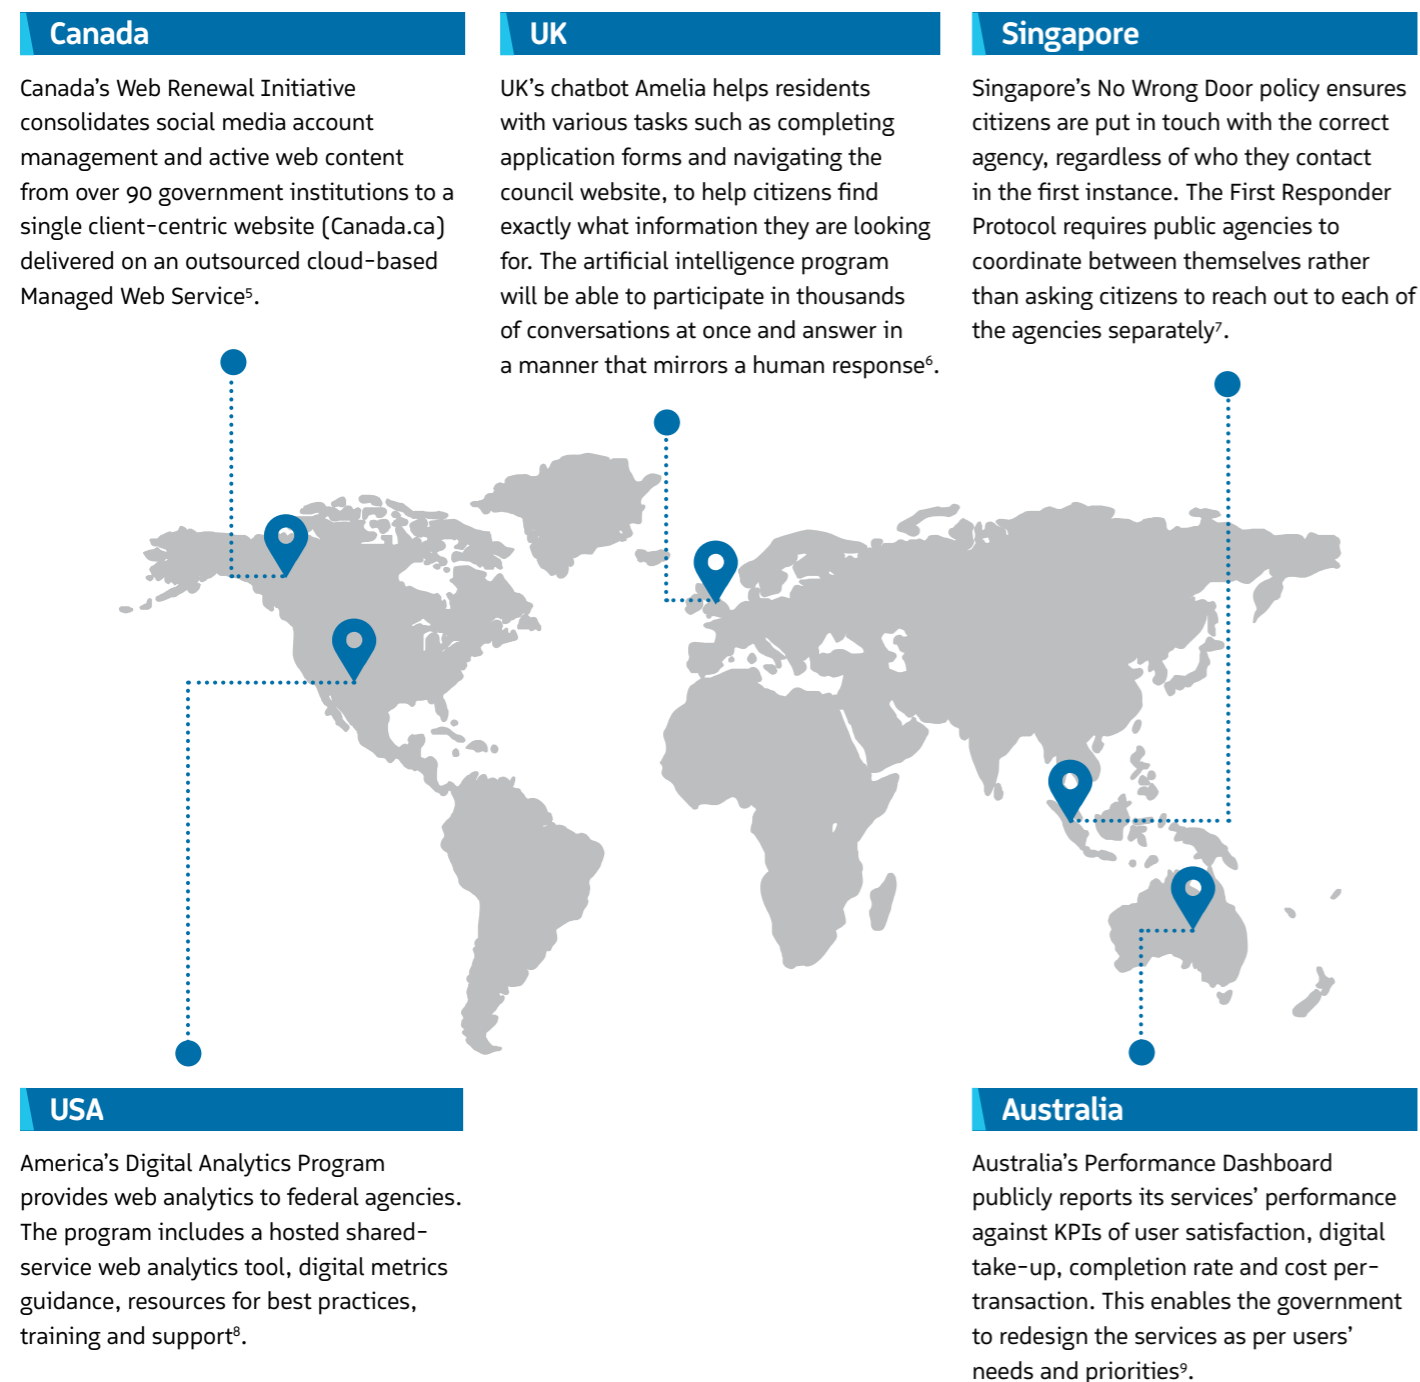 Canada
Canada’s Web Renewal Initiative
consolidates social media account
management and active web content
from over 90 government institutions to a
single client-centric website (Canada.ca)
delivered on an outsourced cloud-based
Managed Web Service⁵.
UK
UK’s chatbot Amelia helps residents
with various tasks such as completing
application forms and navigating the
council website, to help citizens find
exactly what information they are looking
for. The artificial intelligence program
will be able to participate in thousands
of conversations at once and answer in
a manner that mirrors a human response⁶.
Singapore
Singapore’s No Wrong Door policy ensures
citizens are put in touch with the correct
agency, regardless of who they contact
in the first instance. The First Responder
Protocol requires public agencies to
coordinate between themselves rather
than asking citizens to reach out to each of
the agencies separately⁷.
USA
America’s Digital Analytics Program
provides web analytics to federal agencies.
The program includes a hosted shared-
service web analytics tool, digital metrics
guidance, resources for best practices,
training and support⁸.
Australia
Australia’s Performance Dashboard
publicly reports its services’ performance
against KPIs of user satisfaction, digital
take-up, completion rate and cost per-
transaction. This enables the government
to redesign the services as per users’
needs and priorities⁹.